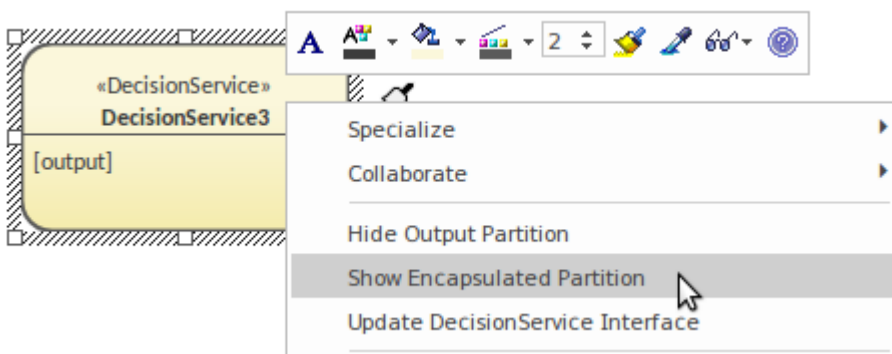 2
«DecisionService»
DecisionService3
[output]
Specialize
Collaborate
Hide Output Partition
Show Encapsulated Partition
Update DecisionService Interface